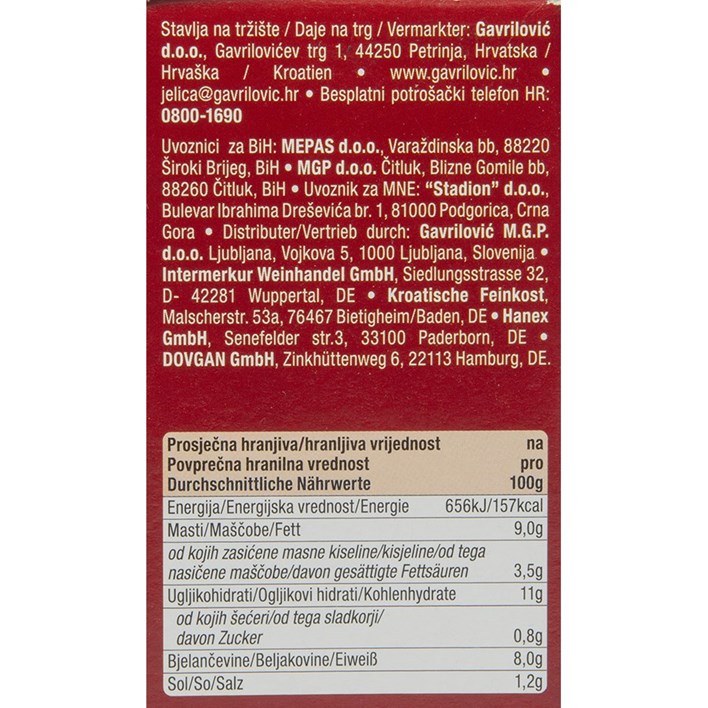 Stavlja na tržište / Daje na trg / Vermarkter: Gavrilović
d.o.o., Gavrilovićev trg 1, 44250 Petrinja, Hrvatska /
Hrvaška / Kroatien • www.gavrilovic.hr •
jelica@gavrilovic.hr • Besplatni potrošački telefon HR:
0800-1690
Uvoznici za BiH: MEPAS d.o.o., Varaždinska bb, 88220
Široki Brijeg, BiH • MGP d.o.o. Čitluk, Blizne Gomile bb,
88260 Čitluk, BiH • Uvoznik za MNE: “Stadion” d.o.o.,
Bulevar Ibrahima Dreševića br. 1, 81000 Podgorica, Crna
Gora • Distributer/Vertrieb durch: Gavrilović M.G.P.
d.o.o. Ljubljana, Vojkova 5, 1000 Ljubljana, Slovenija •
Intermerkur Weinhandel GmbH, Siedlungsstrasse 32,
D- 42281 Wuppertal, DE • Kroatische Feinkost,
Malscherstr. 53a, 76467 Bietigheim/Baden, DE • Hanex
GmbH, Senefelder str.3, 33100 Paderborn, DE •
DOVGAN GmbH, Zinkhüttenweg 6, 22113 Hamburg, DE.
Prosječna hranjiva/hranljiva vrijednost na
Povprečna hranilna vrednost pro
Durchschnittliche Nährwerte 100g
Energija/Energijska vrednost/Energie 656kJ/157kcal
Masti/Maščobe/Fett 9,0g
od kojih zasićene masne kiseline/kisjeline/od tega
nasičene maščobe/davon gesättigte Fettsäuren 3,5g
Ugljikohidrati/Ogljikovi hidrati/Kohlenhydrate 11g
od kojih šećeri/od tega sladkorji/
davon Zucker 0,8g
Bjelančevine/Beljakovine/Eiweiß 8,0g
Sol/So/Salz 1,2g